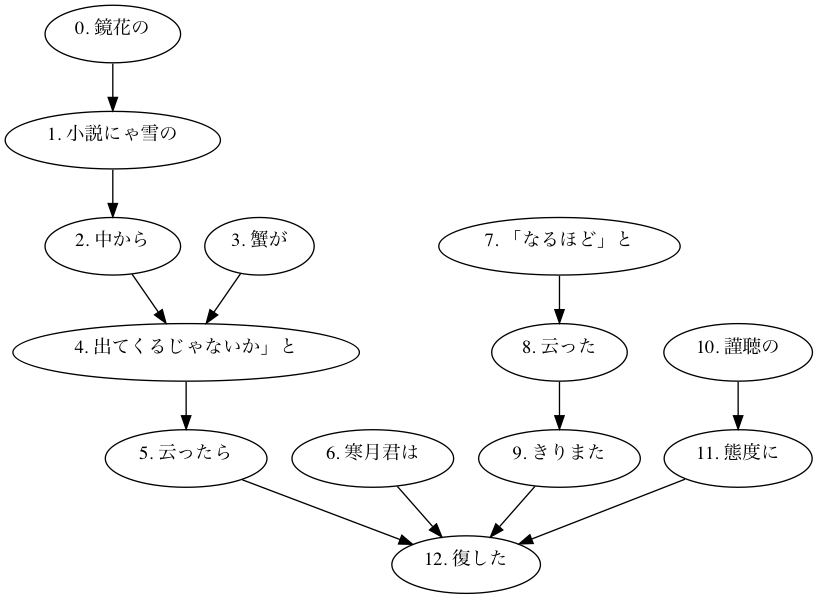 0. 鏡花の
1. 小説にゃ雪の
2. 中から
3. 蟹が
7. 「なるほど」と
4. 出てくるじゃないか」と
8. 云った
10. 謹聴の
5. 云ったら
6. 寒月君は
9. きりまた
11. 態度に
12. 復した